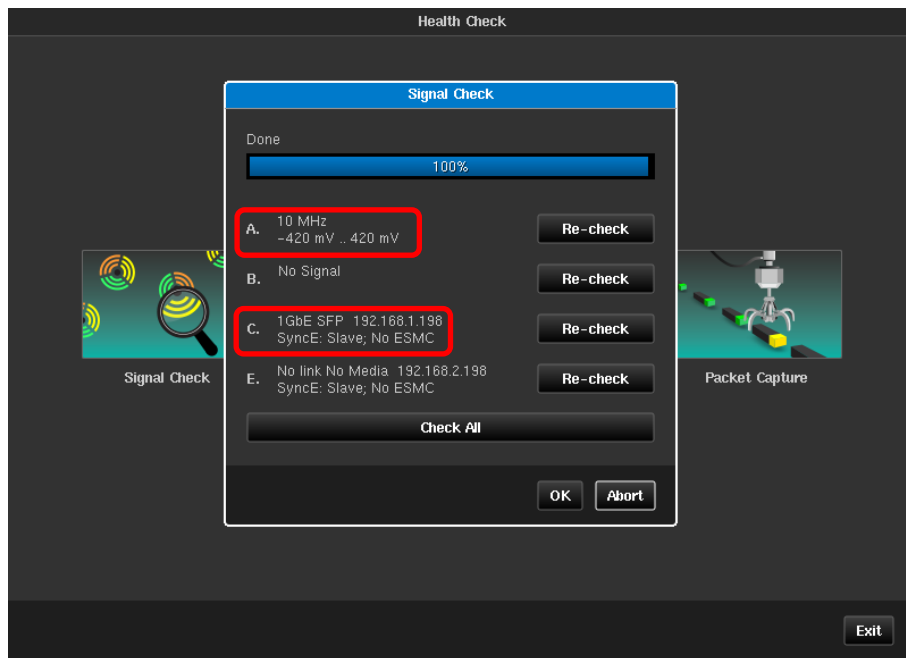 Health Check
Signal Check
Done
100%
A. 10 MHz
-420 mV .. 420 mV
Re-check
B. No Signal
Re-check
C. 1GbE SFP 192.168.1.198
SyncE: Slave; No ESMC
Re-check
E. No link No Media 192.168.2.198
SyncE: Slave; No ESMC
Re-check
Check All
OK Abort
Signal Check
Packet Capture
Exit